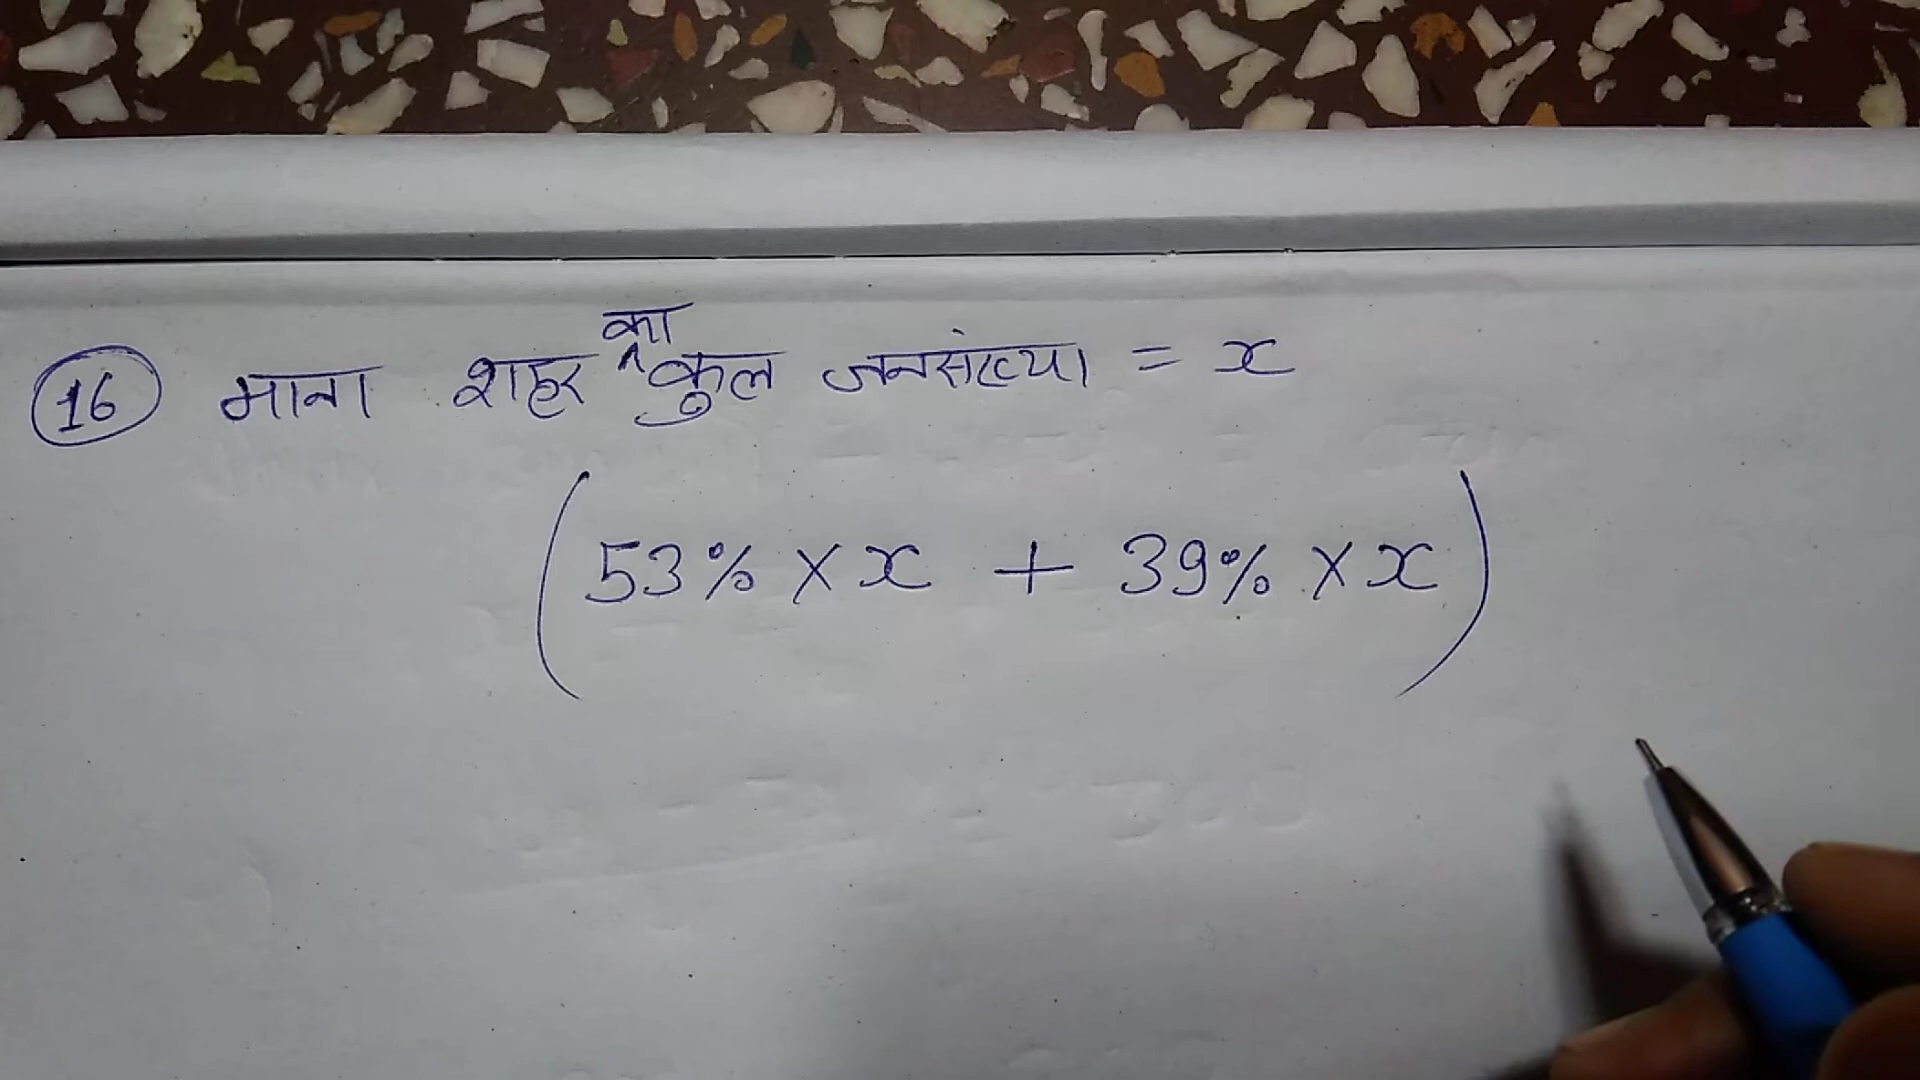 16 माना शहर का कुल जनसंख्या = x
(53% × x + 39% × x)